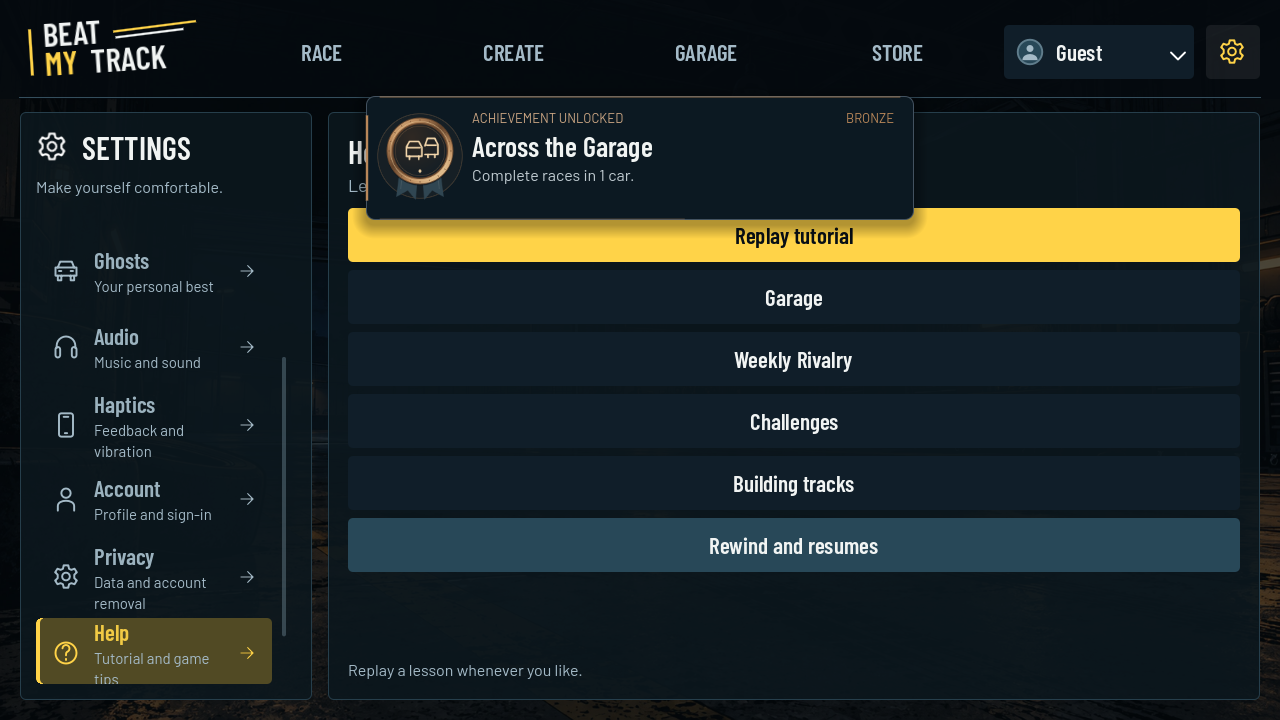 BEAT
MY TRACK
RACE
CREATE
GARAGE
STORE
Guest
SETTINGS
Make yourself comfortable.
Ghosts
Your personal best
Audio
Music and sound
Haptics
Feedback and
vibration
Account
Profile and sign-in
Privacy
Data and account
removal
Help
Tutorial and game
tips
ACHIEVEMENT UNLOCKED
BRONZE
Across the Garage
Complete races in 1 car.
Replay tutorial
Garage
Weekly Rivalry
Challenges
Building tracks
Rewind and resumes
Replay a lesson whenever you like.